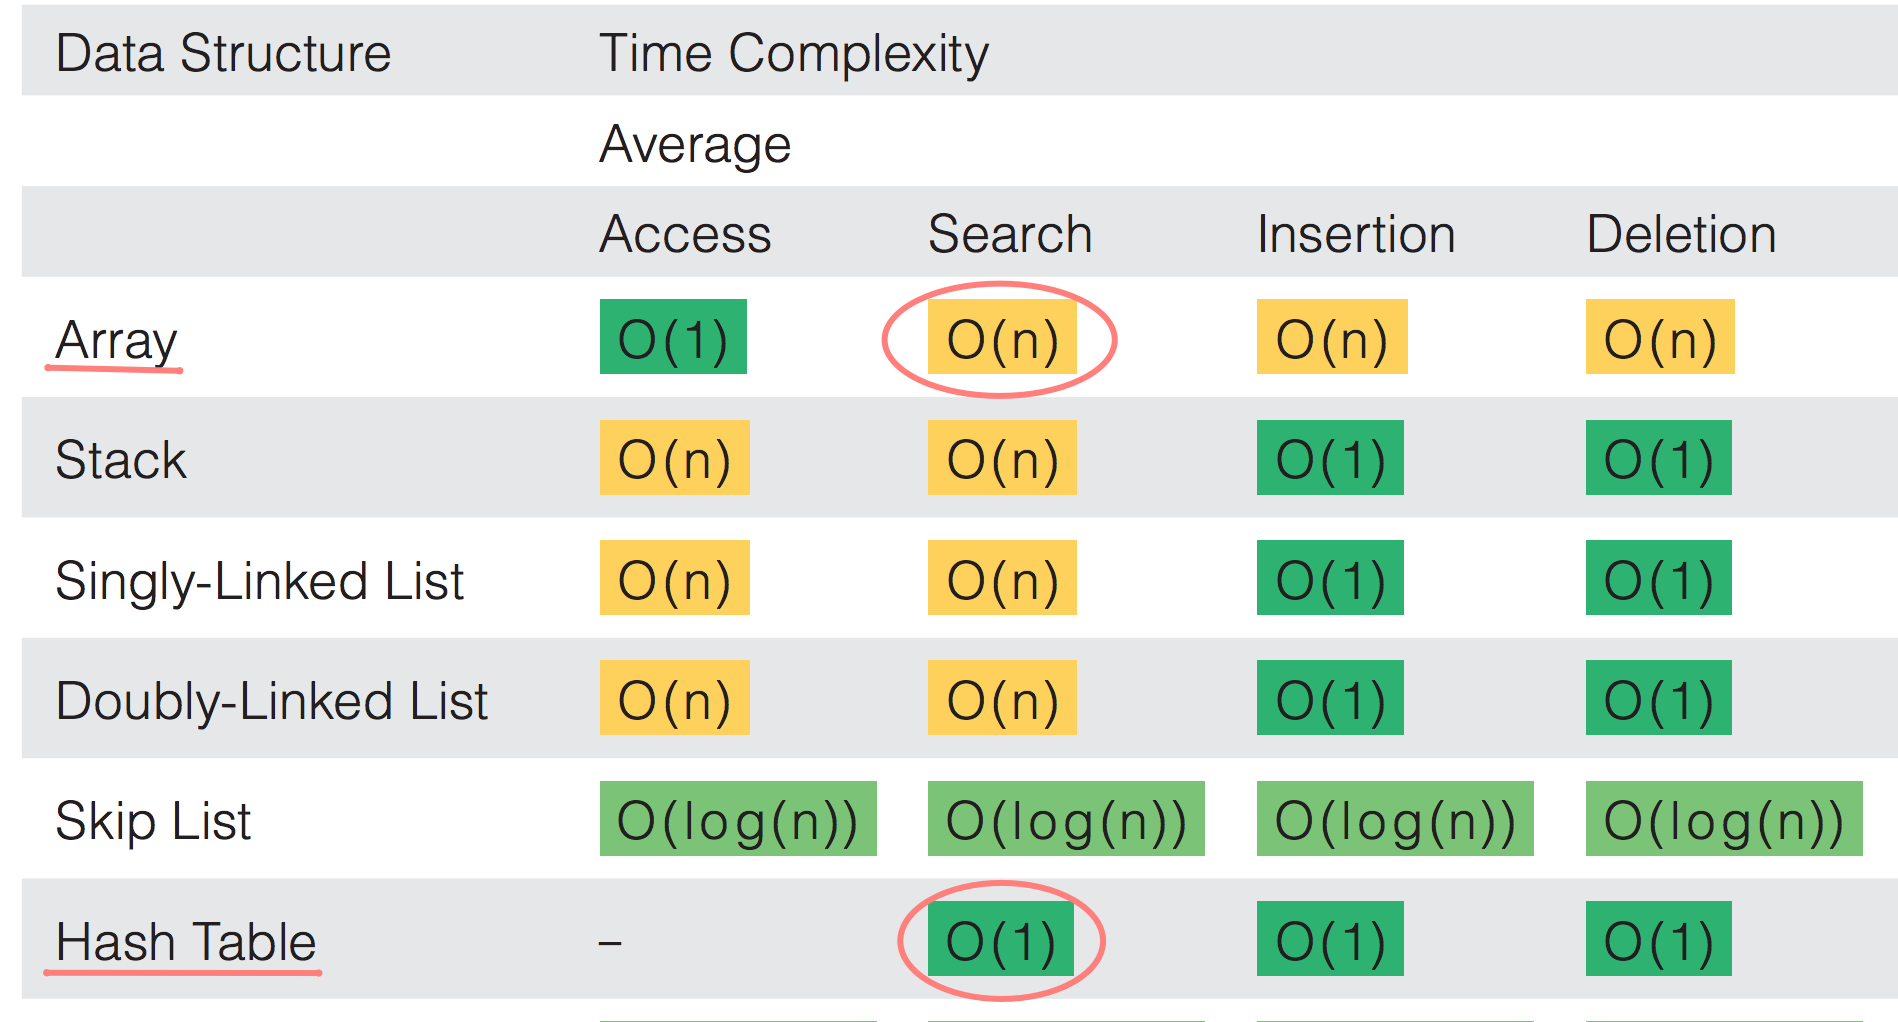 Data Structure Time Complexity
Average
Access Search Insertion Deletion
Array O(1) O(n) O(n) O(n)
Stack O(n) O(n) O(1) O(1)
Singly-Linked List O(n) O(n) O(1) O(1)
Doubly-Linked List O(n) O(n) O(1) O(1)
Skip List O(log(n)) O(log(n)) O(log(n)) O(log(n))
Hash Table – O(1) O(1) O(1)